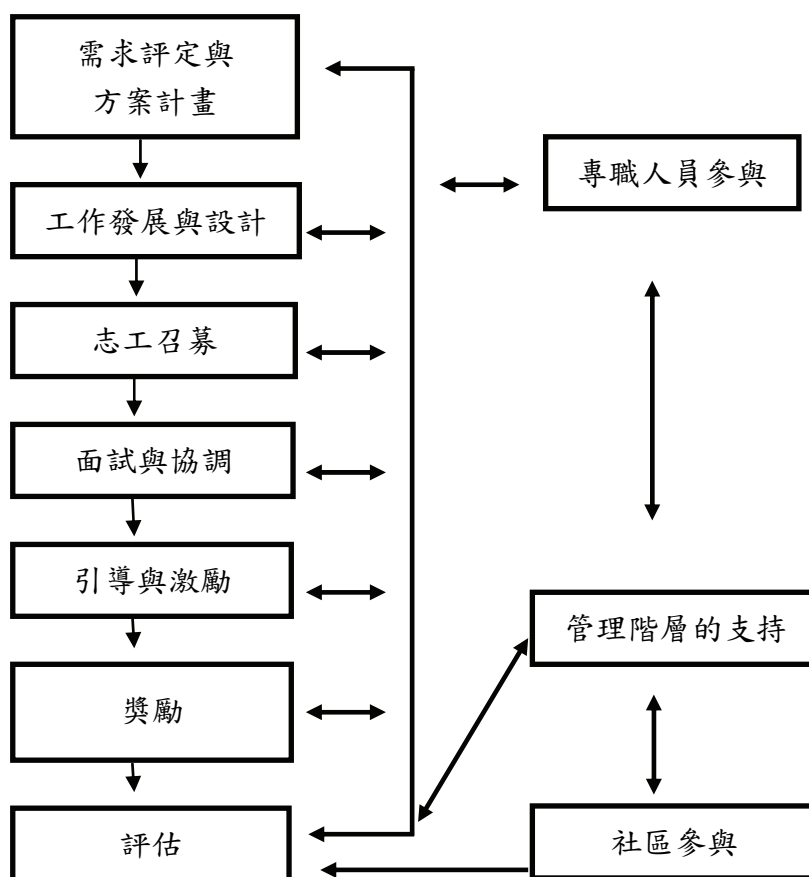 需求評定與
方案計畫
專職人員參與
工作發展與設計
志工召募
面試與協調
引導與激勵
管理階層的支持
獎勵
評估
社區參與